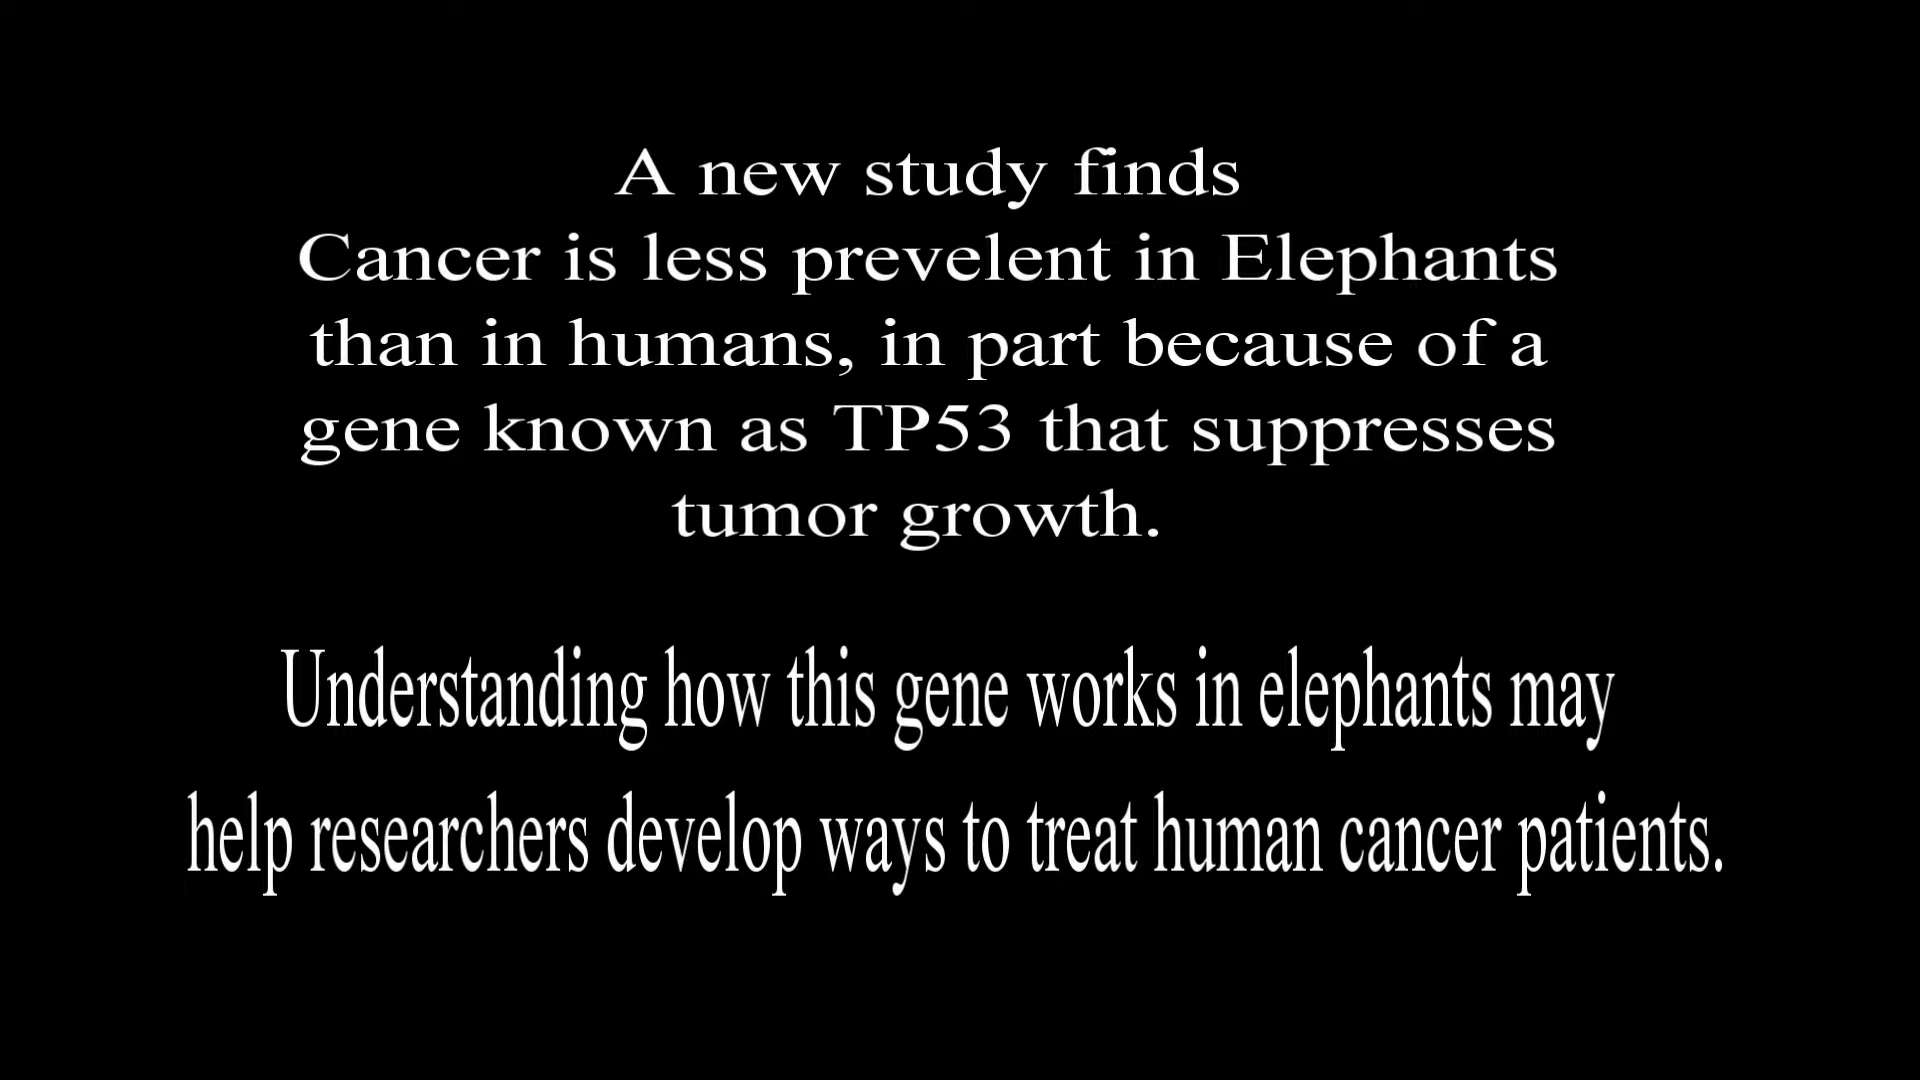 A new study finds
Cancer is less prevelent in Elephants
than in humans, in part because of a
gene known as TP53 that suppresses
tumor growth.
Understanding how this gene works in elephants may
help researchers develop ways to treat human cancer patients.